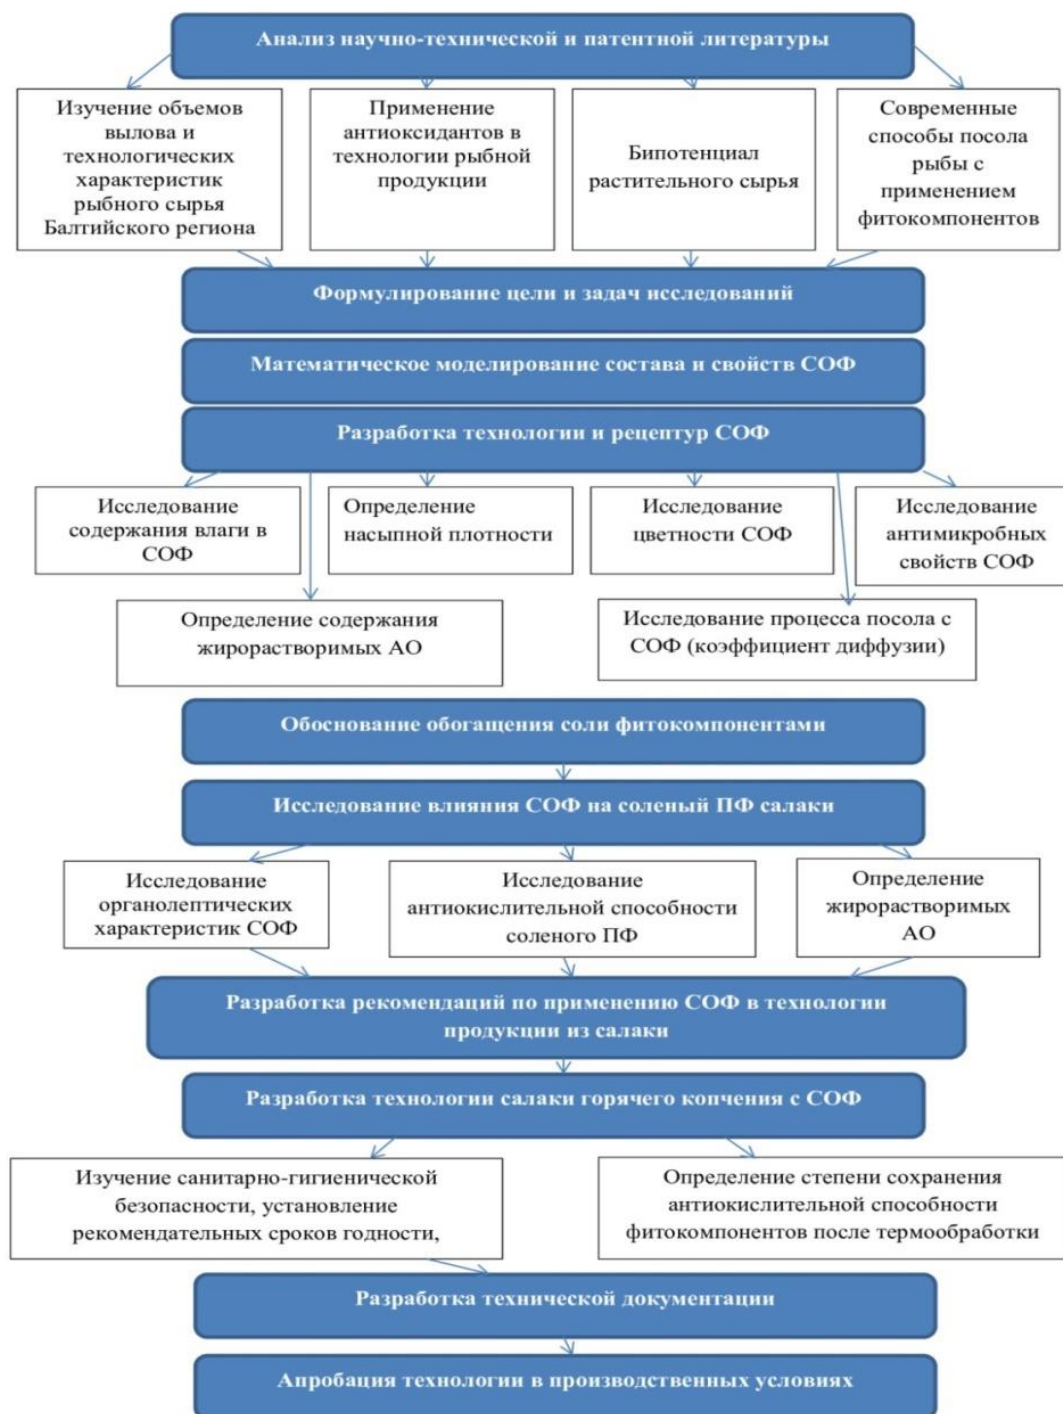 Анализ научно-технической и патентной литературы
Изучение объемов
вылова и
технологических
характеристик
рыбного сырья
Балтийского региона
Применение
антиоксидантов в
технологии рыбной
продукции
Бипотенциал
растительного сырья
Современные
способы посола
рыбы с
применением
фитокомпонентов
Формулирование цели и задач исследований
Математическое моделирование состава и свойств СОФ
Разработка технологии и рецептур СОФ
Исследование
содержания влаги в
СОФ
Определение
насыпной плотности
Исследование
цветности СОФ
Исследование
антимикробных
свойств СОФ
Определение содержания
жирорастворимых АО
Исследование процесса посола с
СОФ (коэффициент диффузии)
Обоснование обогащения соли фитокомпонентами
Исследование влияния СОФ на соленый ПФ салаки
Исследование
органолептических
характеристик СОФ
Исследование
антиокислительной способности
соленого ПФ
Определение
жирорастворимых
АО
Разработка рекомендаций по применению СОФ в технологии
продукции из салаки
Разработка технологии салаки горячего копчения с СОФ
Изучение санитарно-гигиенической
безопасности, установление
рекомендательных сроков годности,
Определение степени сохранения
антиокислительной способности
фитокомпонентов после термообработки
Разработка технической документации
Апробация технологии в производственных условиях